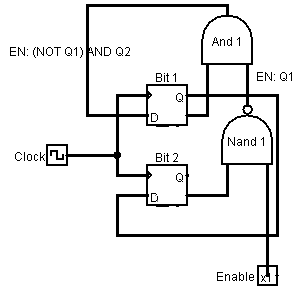 And 1
EN: (NOT Q1) AND Q2
Bit 1
EN: Q1
Q
D
Nand 1
Clock
Bit 2
Q
D
Enable x1